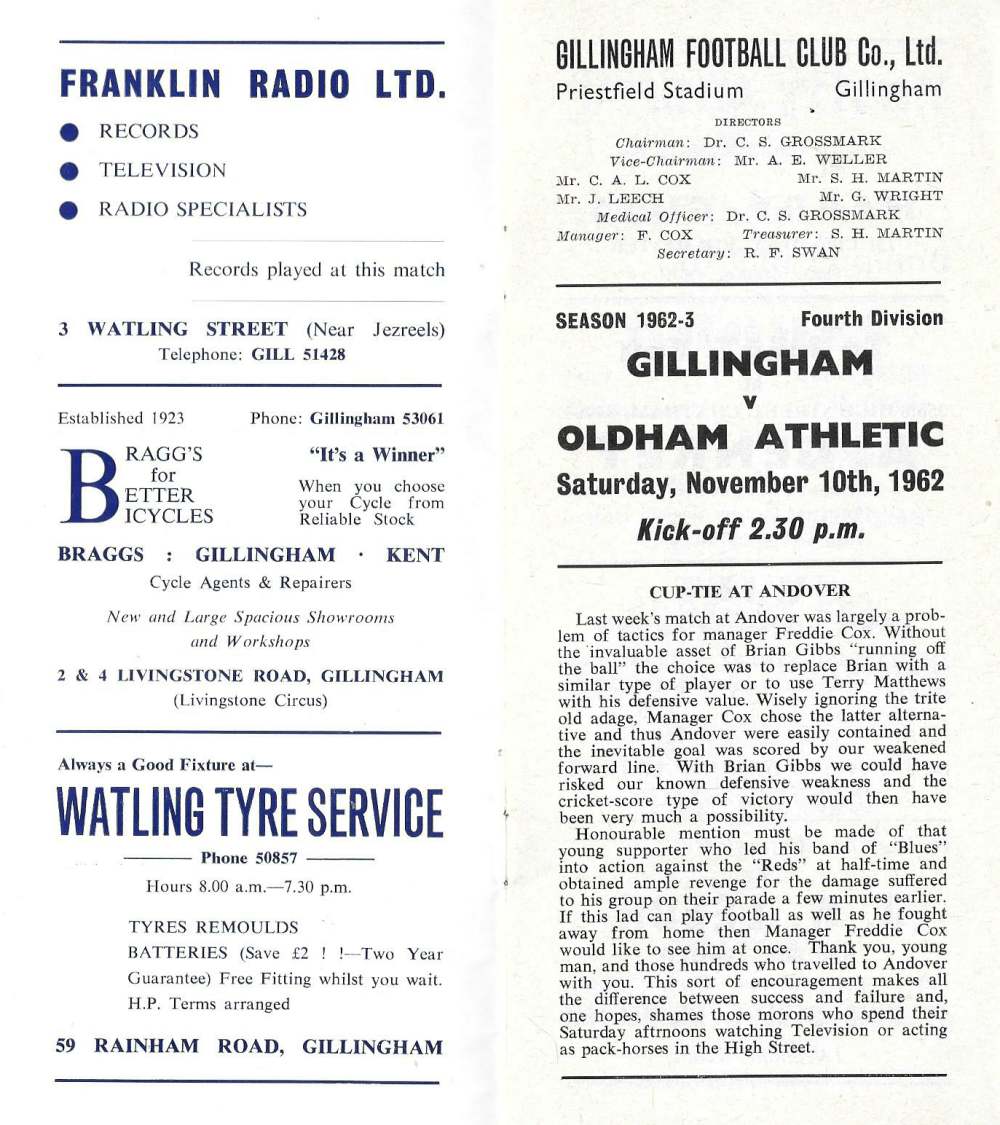 FRANKLIN RADIO LTD.
● RECORDS
● TELEVISION
● RADIO SPECIALISTS
Records played at this match
3 WATLING STREET (Near Jezreels)
Telephone: GILL 51428
Established 1923 Phone: Gillingham 53061
BRAGG'S
for
BETTER
BICYCLES
"It's a Winner"
When you choose
your Cycle from
Reliable Stock
BRAGGS : GILLINGHAM · KENT
Cycle Agents & Repairers
New and Large Spacious Showrooms
and Workshops
2 & 4 LIVINGSTONE ROAD, GILLINGHAM
(Livingstone Circus)
Always a Good Fixture at—
WATLING TYRE SERVICE
Phone 50857
Hours 8.00 a.m.—7.30 p.m.
TYRES REMOULDS
BATTERIES (Save £2 ! !—Two Year
Guarantee) Free Fitting whilst you wait.
H.P. Terms arranged
59 RAINHAM ROAD, GILLINGHAM
GILLINGHAM FOOTBALL CLUB Co., Ltd.
Priestfield Stadium Gillingham
DIRECTORS
Chairman: Dr. C. S. GROSSMARK
Vice-Chairman: Mr. A. E. WELLER
Mr. C. A. L. COX Mr. S. H. MARTIN
Mr. J. LEECH Mr. G. WRIGHT
Medical Officer: Dr. C. S. GROSSMARK
Manager: F. COX Treasurer: S. H. MARTIN
Secretary: R. F. SWAN
SEASON 1962-3 Fourth Division
GILLINGHAM
v
OLDHAM ATHLETIC
Saturday, November 10th, 1962
Kick-off 2.30 p.m.
CUP-TIE AT ANDOVER
Last week's match at Andover was largely a prob-
lem of tactics for manager Freddie Cox. Without
the invaluable asset of Brian Gibbs "running off
the ball" the choice was to replace Brian with a
similar type of player or to use Terry Matthews
with his defensive value. Wisely ignoring the trite
old adage, Manager Cox chose the latter alterna-
tive and thus Andover were easily contained and
the inevitable goal was scored by our weakened
forward line. With Brian Gibbs we could have
risked our known defensive weakness and the
cricket-score type of victory would then have
been very much a possibility.
Honourable mention must be made of that
young supporter who led his band of "Blues"
into action against the "Reds" at half-time and
obtained ample revenge for the damage suffered
to his group on their parade a few minutes earlier.
If this lad can play football as well as he fought
away from home then Manager Freddie Cox
would like to see him at once. Thank you, young
man, and those hundreds who travelled to Andover
with you. This sort of encouragement makes all
the difference between success and failure and,
one hopes, shames those morons who spend their
Saturday aftrnoons watching Television or acting
as pack-horses in the High Street.